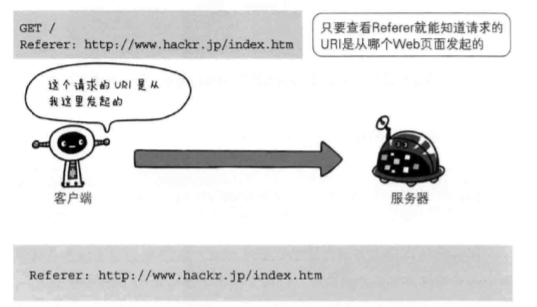 GET /
Referer: http://www.hackr.jp/index.htm
只要查看Referer就能知道请求的
URI是从哪个Web页面发起的
这个请求的 URI 是从
我这里发起的
客户端
服务器
Referer: http://www.hackr.jp/index.htm